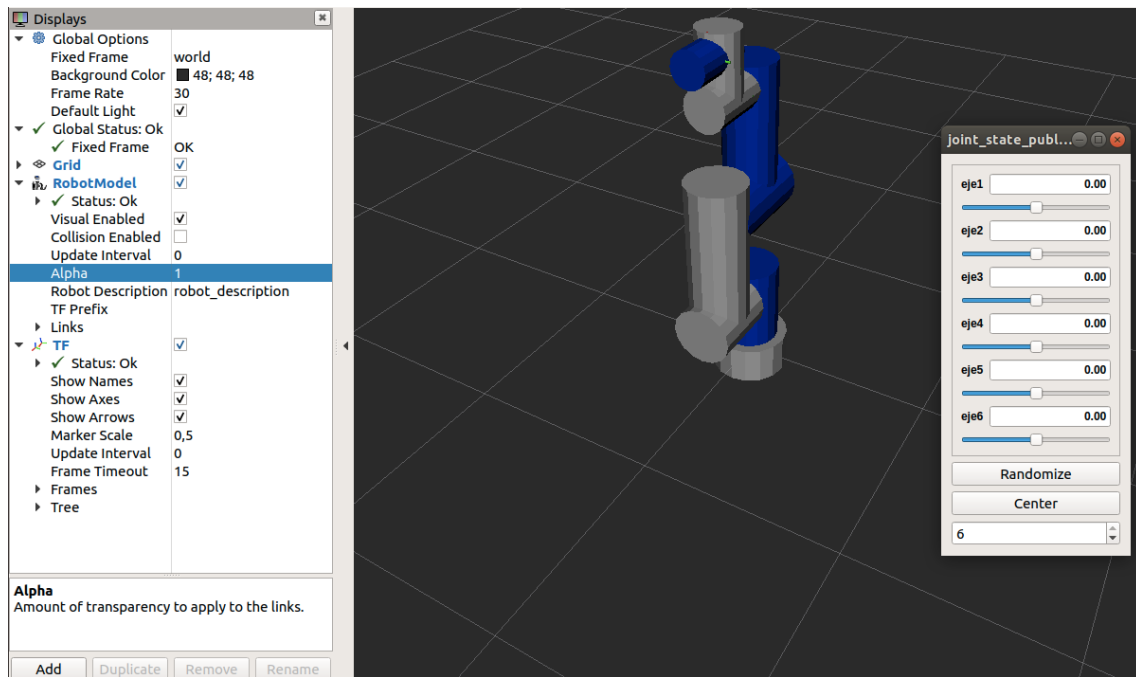 Displays
Global Options
Fixed Frame world
Background Color 48; 48; 48
Frame Rate 30
Default Light
Global Status: Ok
Fixed Frame OK
Grid
RobotModel
Status: Ok
Visual Enabled
Collision Enabled
Update Interval 0
Alpha 1
Robot Description robot_description
TF Prefix
Links
TF
Status: Ok
Show Names
Show Axes
Show Arrows
Marker Scale 0,5
Update Interval 0
Frame Timeout 15
Frames
Tree
Alpha
Amount of transparency to apply to the links.
Add Duplicate Remove Rename
joint_state_publ...
eje1 0.00
eje2 0.00
eje3 0.00
eje4 0.00
eje5 0.00
eje6 0.00
Randomize
Center
6